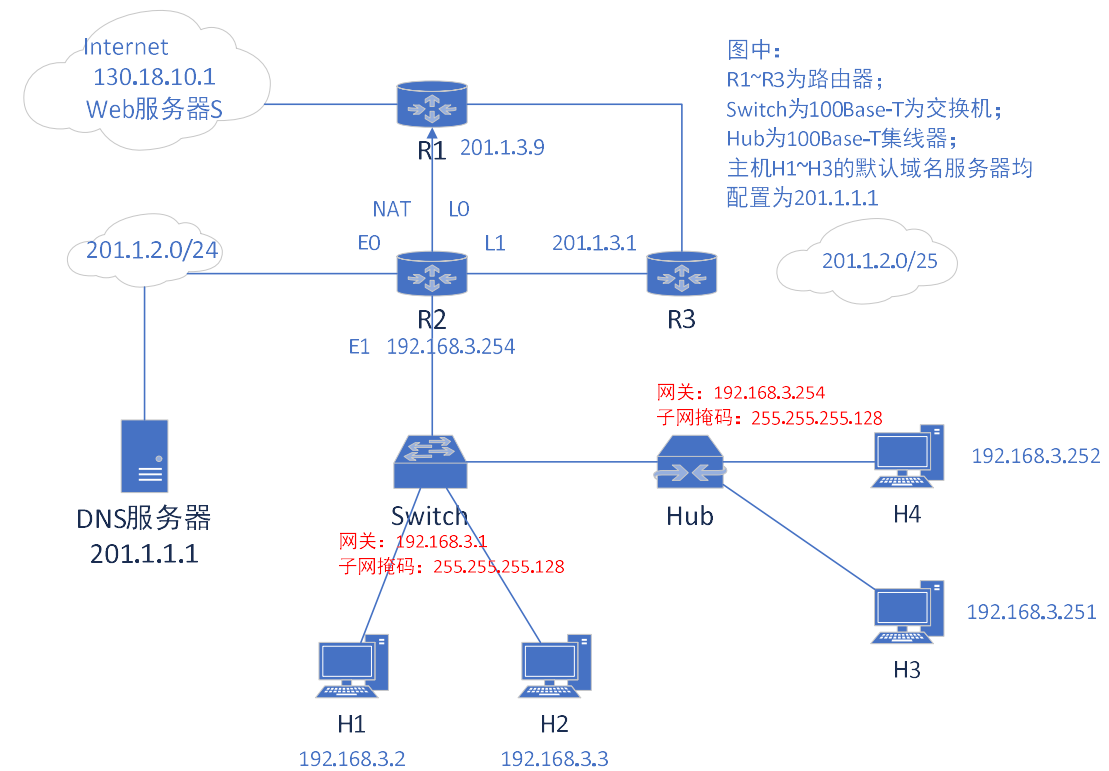 Internet
130.18.10.1
Web服务器S
图中：
R1~R3为路由器；
Switch为100Base-T为交换机；
Hub为100Base-T集线器；
主机H1~H3的默认域名服务器均
配置为201.1.1.1
R1
201.1.3.9
NAT
L0
201.1.2.0/24
E0
L1
201.1.3.1
201.1.2.0/25
R2
R3
E1
192.168.3.254
网关：192.168.3.254
子网掩码：255.255.255.128
192.168.3.252
DNS服务器
201.1.1.1
Switch
Hub
H4
网关：192.168.3.1
子网掩码：255.255.255.128
192.168.3.251
H3
H1
H2
192.168.3.2
192.168.3.3